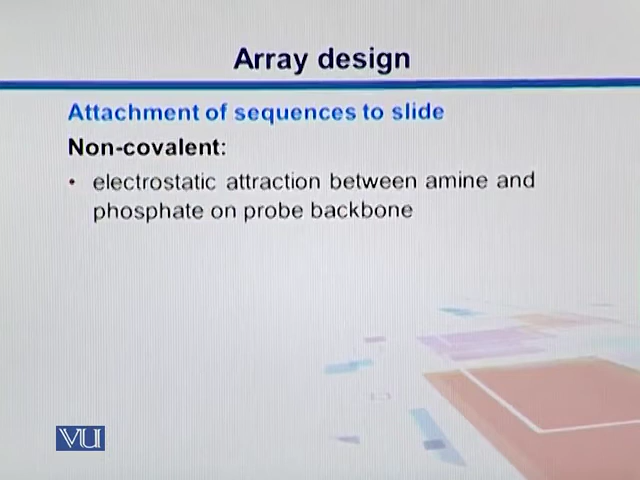 Array design
Attachment of sequences to slide
Non-covalent:
• electrostatic attraction between amine and
phosphate on probe backbone
VU